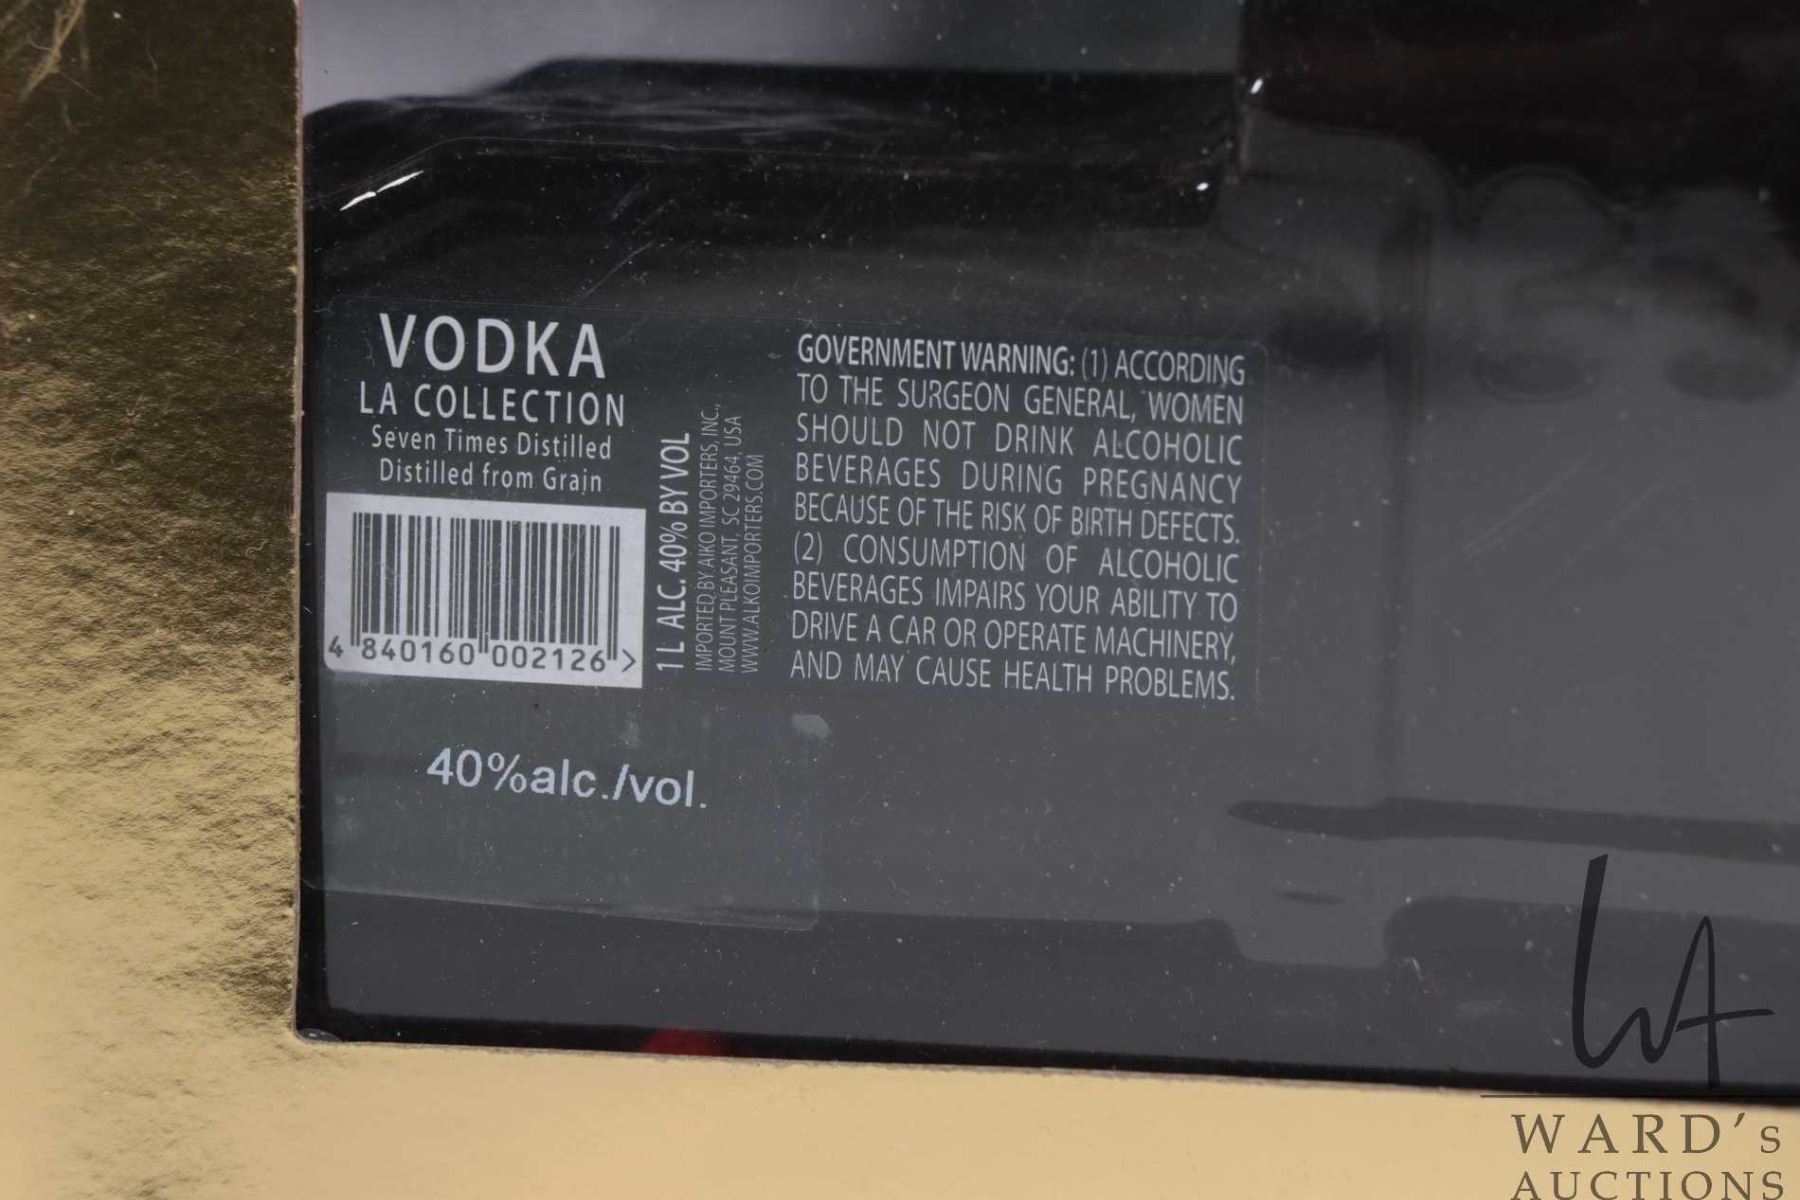 VODKA
LA COLLECTION
Seven Times Distilled
Distilled from Grain
4 840160 002126 >
1 L ALC. 40% BY VOL
IMPORTED BY AIKO IMPORTERS, INC.,
MOUNT PLEASANT, SC 29464, USA
WWW.ALKOIMPORTERS.COM
GOVERNMENT WARNING: (1) ACCORDING
TO THE SURGEON GENERAL, WOMEN
SHOULD NOT DRINK ALCOHOLIC
BEVERAGES DURING PREGNANCY
BECAUSE OF THE RISK OF BIRTH DEFECTS.
(2) CONSUMPTION OF ALCOHOLIC
BEVERAGES IMPAIRS YOUR ABILITY TO
DRIVE A CAR OR OPERATE MACHINERY,
AND MAY CAUSE HEALTH PROBLEMS.
40%alc./vol.
WA
WARD's
AUCTIONS